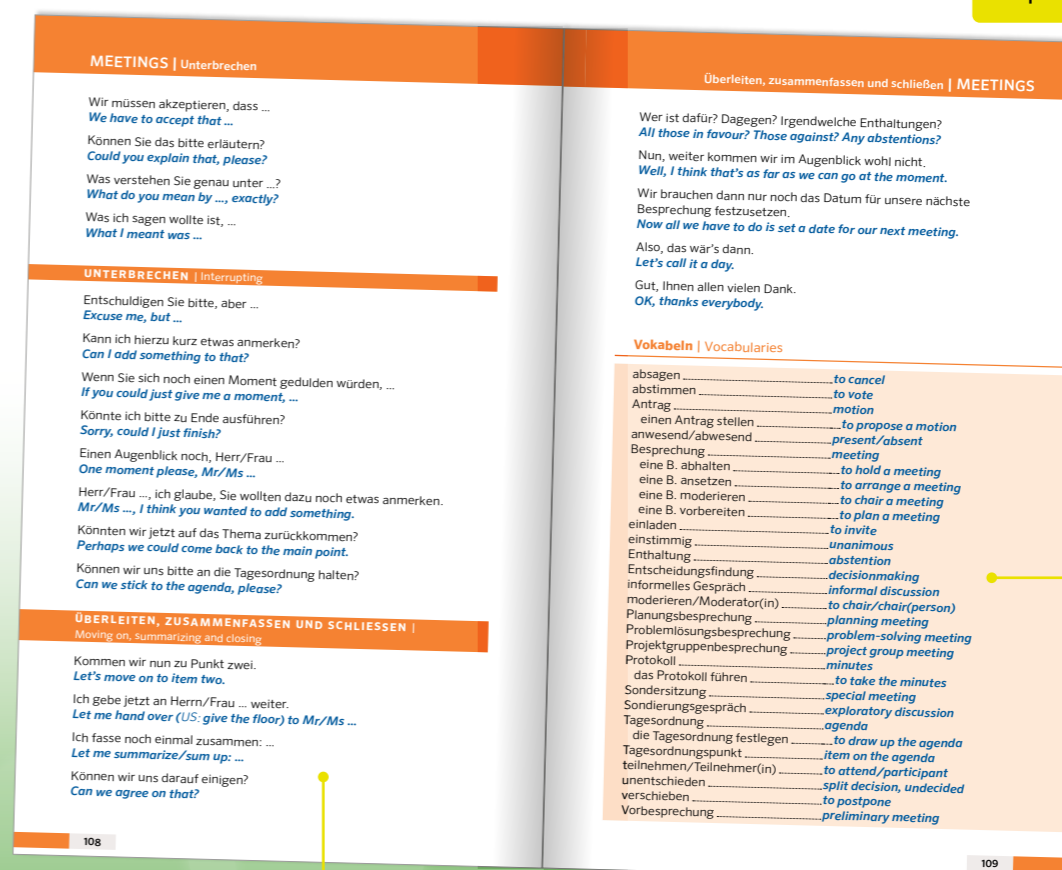 MEETINGS | Unterbrechen
Wir müssen akzeptieren, dass ...
We have to accept that ...
Können Sie das bitte erläutern?
Could you explain that, please?
Was verstehen Sie genau unter ...?
What do you mean by ..., exactly?
Was ich sagen wollte ist, ...
What I meant was ...
UNTERBRECHEN | Interrupting
Entschuldigen Sie bitte, aber ...
Excuse me, but ...
Kann ich hierzu kurz etwas anmerken?
Can I add something to that?
Wenn Sie sich noch einen Moment gedulden würden, ...
If you could just give me a moment, ...
Könnte ich bitte zu Ende ausführen?
Sorry, could I just finish?
Einen Augenblick noch, Herr/Frau ...
One moment please, Mr/Ms ...
Herr/Frau ..., ich glaube, Sie wollten dazu noch etwas anmerken.
Mr/Ms ..., I think you wanted to add something.
Könnten wir jetzt auf das Thema zurückkommen?
Perhaps we could come back to the main point.
Können wir uns bitte an die Tagesordnung halten?
Can we stick to the agenda, please?
ÜBERLEITEN, ZUSAMMENFASSEN UND SCHLIESSEN |
Moving on, summarizing and closing
Kommen wir nun zu Punkt zwei.
Let's move on to item two.
Ich gebe jetzt an Herrn/Frau ... weiter.
Let me hand over (US: give the floor) to Mr/Ms ...
Ich fasse noch einmal zusammen: ...
Let me summarize/sum up: ...
Können wir uns darauf einigen?
Can we agree on that?
108
Überleiten, zusammenfassen und schließen | MEETINGS
Wer ist dafür? Dagegen? Irgendwelche Enthaltungen?
All those in favour? Those against? Any abstentions?
Nun, weiter kommen wir im Augenblick wohl nicht.
Well, I think that's as far as we can go at the moment.
Wir brauchen dann nur noch das Datum für unsere nächste
Besprechung festzusetzen.
Now all we have to do is set a date for our next meeting.
Also, das wär's dann.
Let's call it a day.
Gut, Ihnen allen vielen Dank.
OK, thanks everybody.
Vokabeln | Vocabularies
absagen to cancel
abstimmen to vote
Antrag motion
einen Antrag stellen to propose a motion
anwesend/abwesend present/absent
Besprechung meeting
eine B. abhalten to hold a meeting
eine B. ansetzen to arrange a meeting
eine B. moderieren to chair a meeting
eine B. vorbereiten to plan a meeting
einladen to invite
einstimmig unanimous
Enthaltung abstention
Entscheidungsfindung decisionmaking
informelles Gespräch informal discussion
moderieren/Moderator(in) to chair/chair(person)
Planungsbesprechung planning meeting
Problemlösungsbesprechung problem-solving meeting
Projektgruppenbesprechung project group meeting
Protokoll minutes
das Protokoll führen to take the minutes
Sondersitzung special meeting
Sondierungsgespräch exploratory discussion
Tagesordnung agenda
die Tagesordnung festlegen to draw up the agenda
Tagesordnungspunkt item on the agenda
teilnehmen/Teilnehmer(in) to attend/participant
unentschieden split decision, undecided
verschieben to postpone
Vorbesprechung preliminary meeting
109